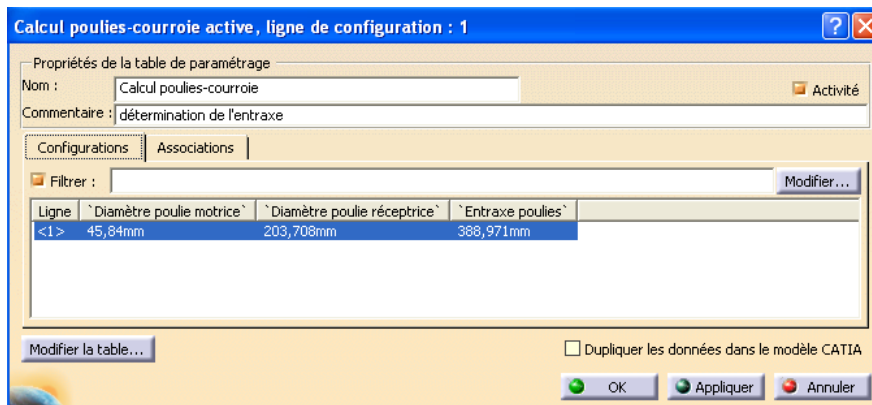 Calcul poulies-courroie active, ligne de configuration : 1
Propriétés de la table de paramétrage
Nom : Calcul poulies-courroie Activité
Commentaire : détermination de l'entraxe
Configurations Associations
Filtrer : Modifier...
Ligne `Diamètre poulie motrice` `Diamètre poulie réceptrice` `Entraxe poulies`
<1> 45,84mm 203,708mm 388,971mm
Modifier la table... Dupliquer les données dans le modèle CATIA
OK Appliquer Annuler